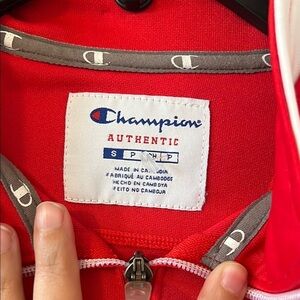 Champion
AUTHENTIC
S P P
MADE IN CAMBODIA
FABRIQUÉ AU CAMBODGE
HECHO EN CAMBOYA
FEITO NO CAMBOJA